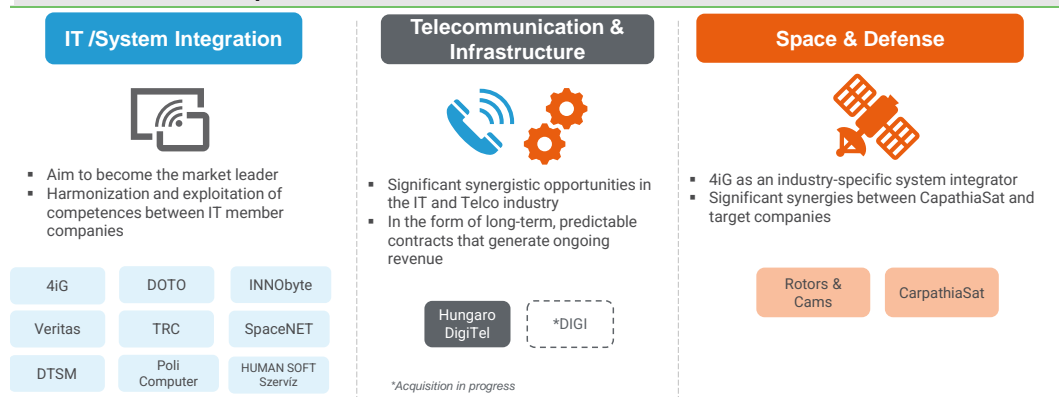 IT /System Integration
Aim to become the market leader
Harmonization and exploitation of
competences between IT member
companies
4iG
DOTO
INNObyte
Veritas
TRC
SpaceNET
DTSM
Poli
Computer
HUMAN SOFT
Szervíz
Telecommunication &
Infrastructure
Significant synergistic opportunities in
the IT and Telco industry
In the form of long-term, predictable
contracts that generate ongoing
revenue
Hungaro
DigiTel
*DIGI
*Acquisition in progress
Space & Defense
4iG as an industry-specific system integrator
Significant synergies between CapathiaSat and
target companies
Rotors &
Cams
CarpathiaSat